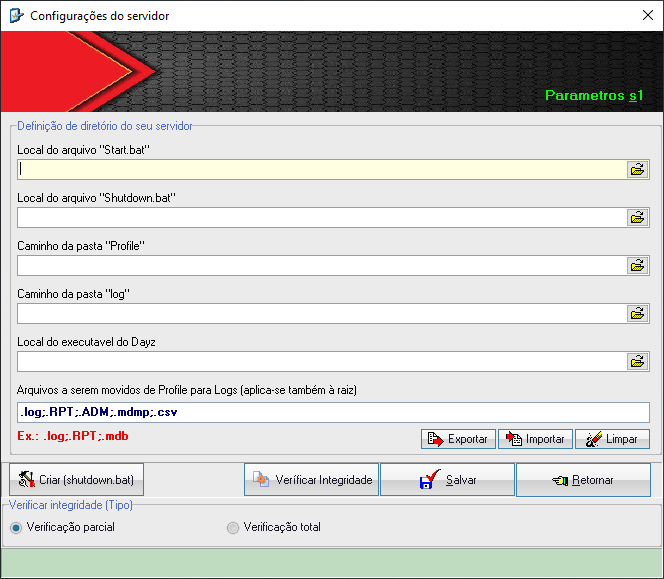 Configurações do servidor
Parametros s1
Definição de diretório do seu servidor
Local do arquivo "Start.bat"
Local do arquivo "Shutdown.bat"
Caminho da pasta "Profile"
Caminho da pasta "log"
Local do executavel do Dayz
Arquivos a serem movidos de Profile para Logs (aplica-se também à raiz)
.log;.RPT;.ADM;.mdmp;.csv
Ex.: .log;.RPT;.mdb
Exportar
Importar
Limpar
Criar (shutdown.bat)
Veríficar Integridade
Salvar
Retornar
Verificar integridade (Tipo)
Verificação parcial
Verificação total